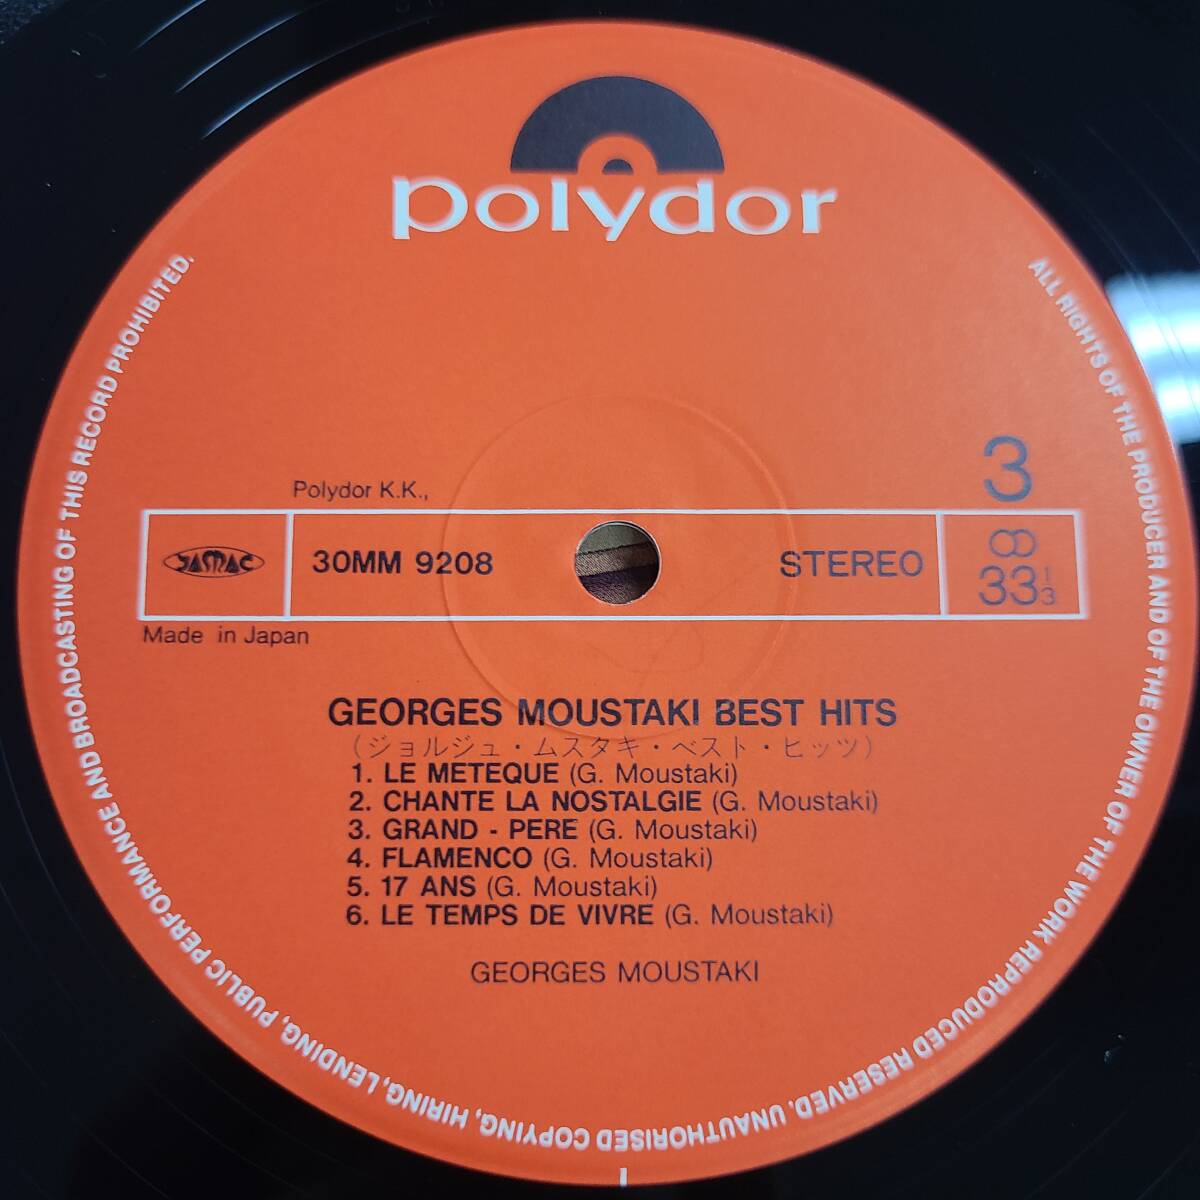 polydor
ALL RIGHTS OF THE PRODUCER AND OF THE OWNER OF THE WORK REPRODUCED RESERVED. UNAUTHORISED COPYING, HIRING, LENDING, PUBLIC PERFORMANCE AND BROADCASTING OF THIS RECORD PROHIBITED.
3
Polydor K.K.,
JASRAC 30MM 9208 STEREO 33 1/3
Made in Japan
GEORGES MOUSTAKI BEST HITS
(ジョルジュ・ムスタキ・ベスト・ヒッツ)
1. LE METEQUE (G. Moustaki)
2. CHANTE LA NOSTALGIE (G. Moustaki)
3. GRAND - PERE (G. Moustaki)
4. FLAMENCO (G. Moustaki)
5. 17 ANS (G. Moustaki)
6. LE TEMPS DE VIVRE (G. Moustaki)
GEORGES MOUSTAKI